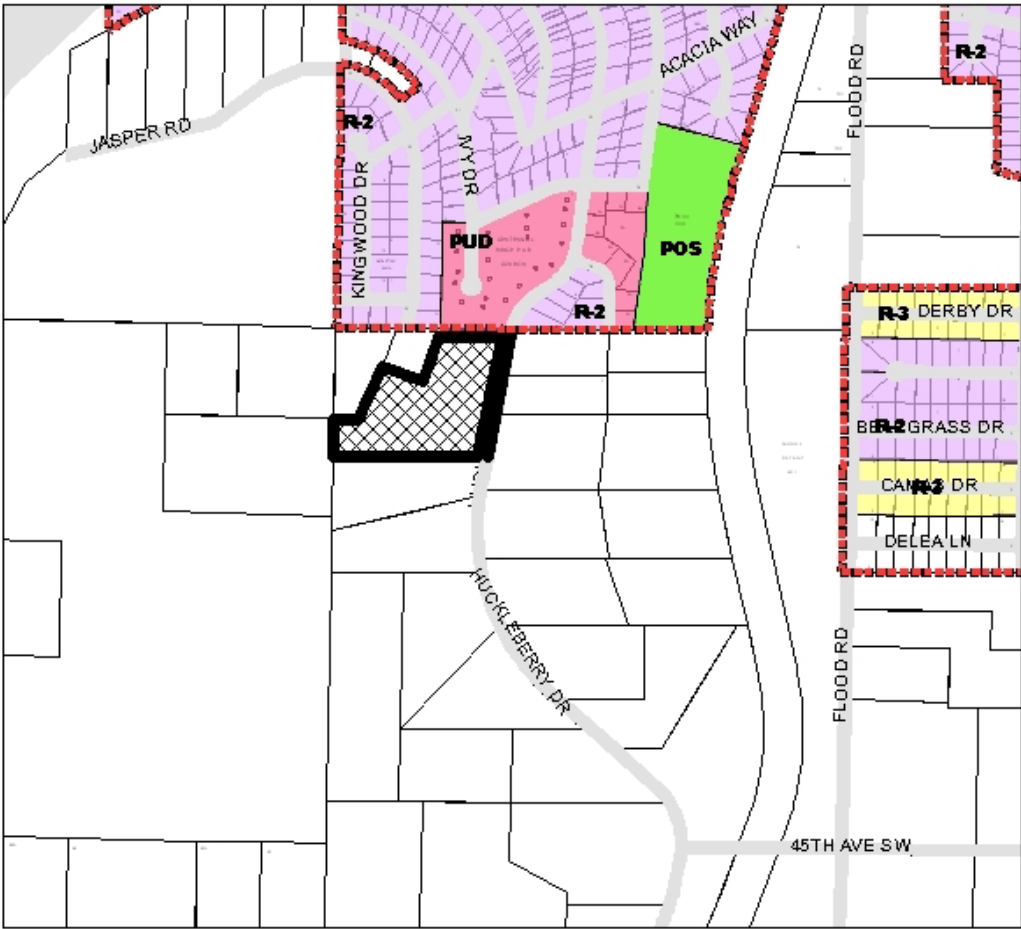 ACACIA WAY
FLOOD RD
R-2
JASPER RD
R-2
IVY DR
KINGWOOD DR
PUD
POS
R-2
R-3
DERBY DR
R-2
GRASS DR
DR
DELEA LN
HUCKLEBERRY DR
FLOOD RD
45TH AVE SW